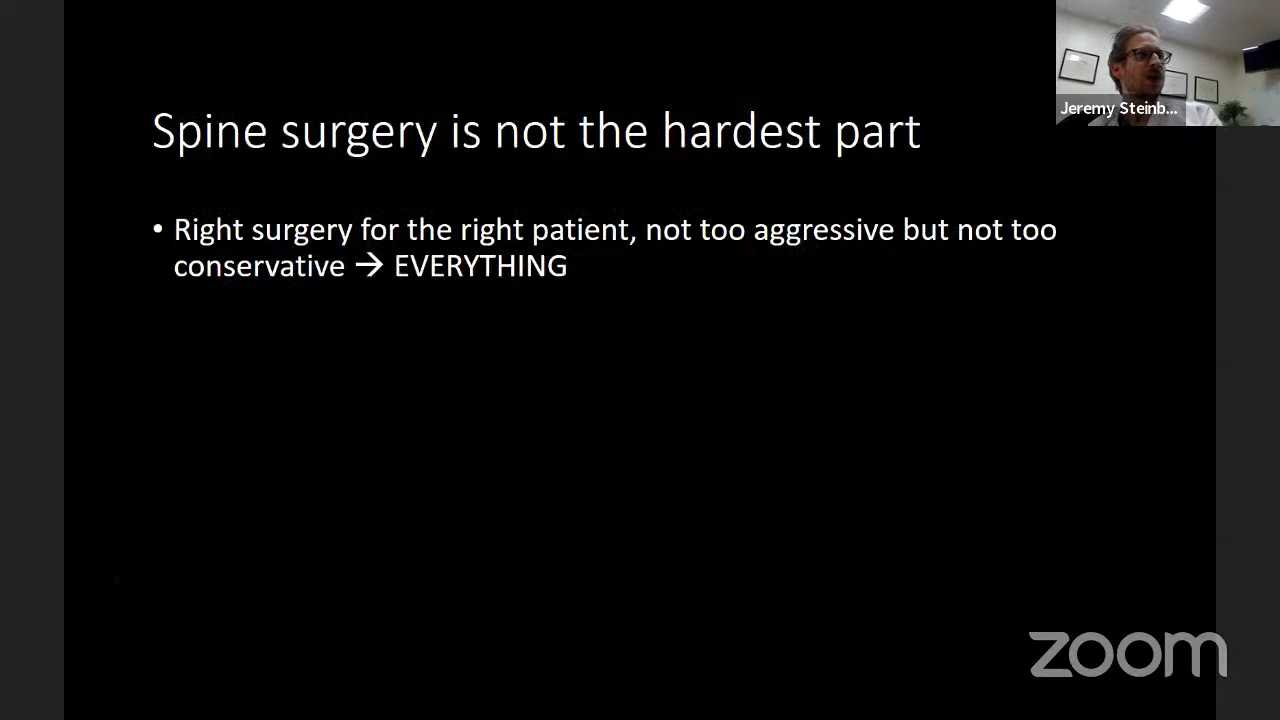 Spine surgery is not the hardest part
• Right surgery for the right patient, not too aggressive but not too
conservative → EVERYTHING
Jeremy Steinb...
zoom